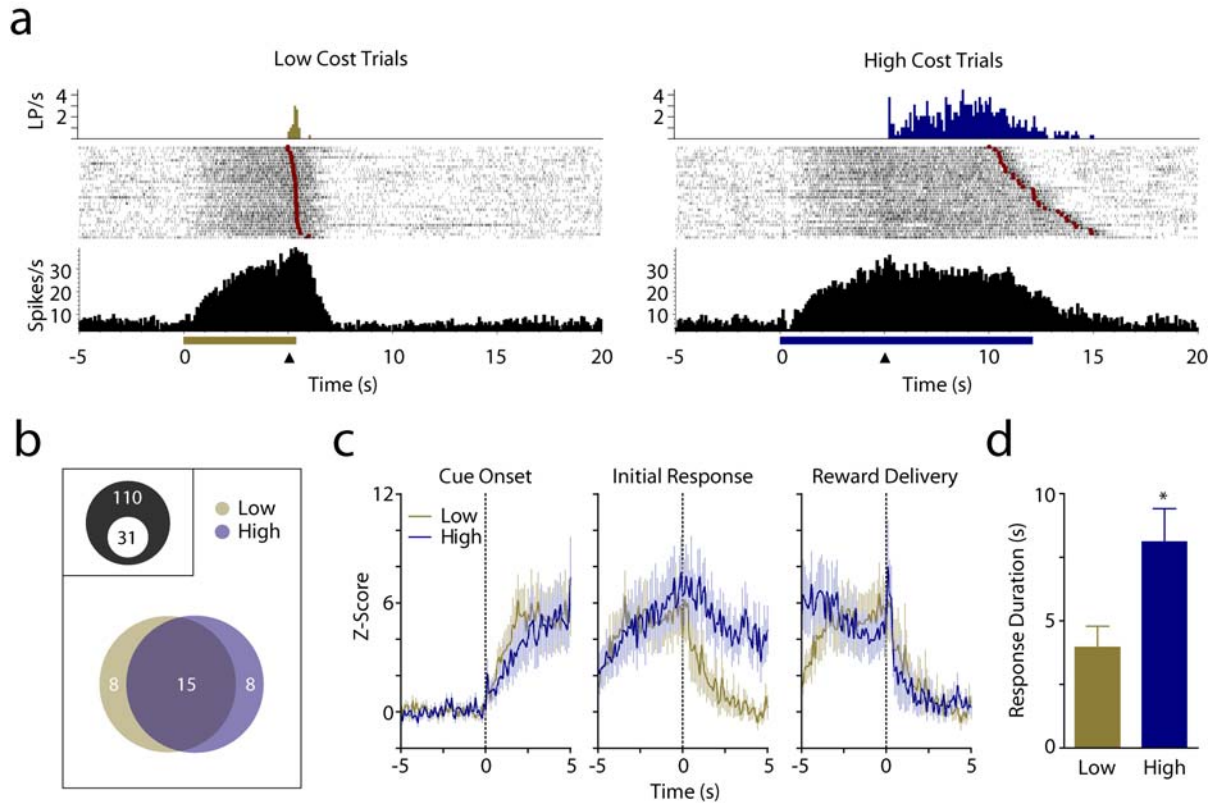 a
Low Cost Trials
High Cost Trials
LP/s
4
2
4
2
Spikes/s
30
20
10
30
20
10
-5 0 5 10 15 20
-5 0 5 10 15 20
Time (s)
Time (s)
b
110
31
Low
High
8
15
8
c
Cue Onset
Initial Response
Reward Delivery
Low
High
Z-Score
12
6
0
-5 0 5
-5 0 5
-5 0 5
Time (s)
d
Response Duration (s)
10
5
0
*
Low
High